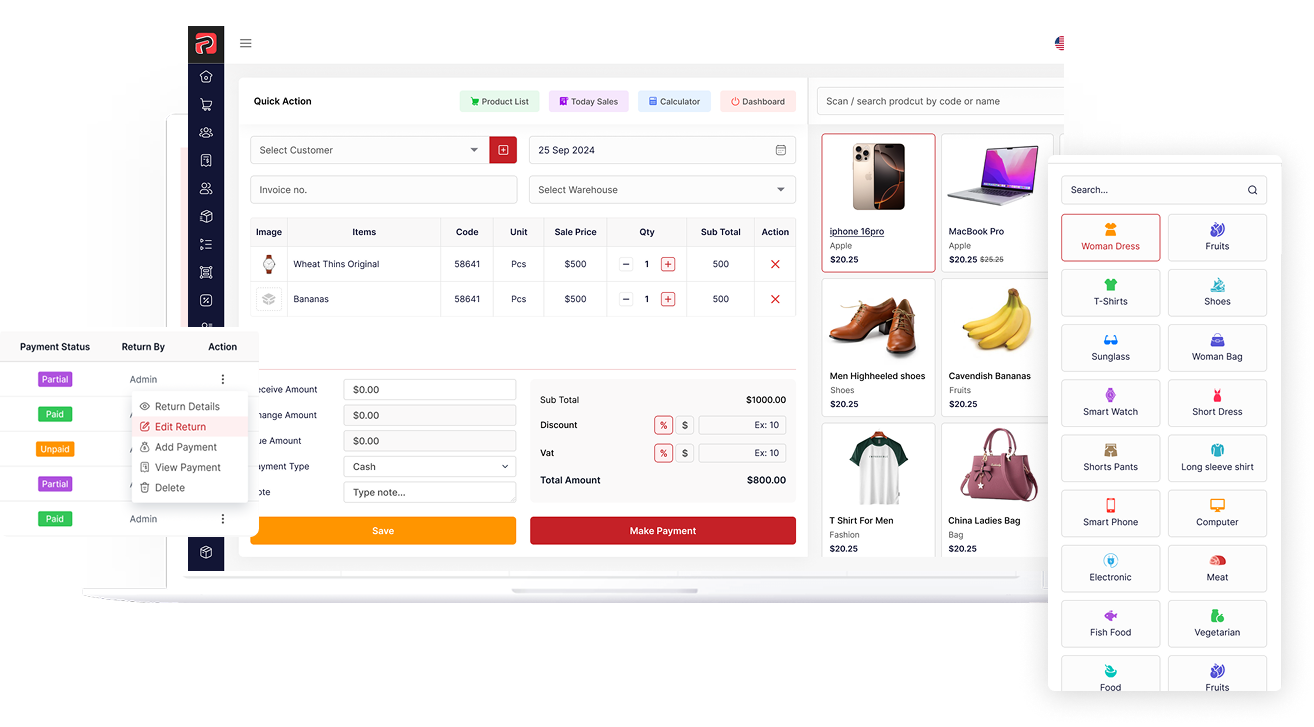 Quick Action
Product List
Today Sales
Calculator
Dashboard
Scan / search prodcut by code or name
Select Customer
25 Sep 2024
Invoice no.
Select Warehouse
Image Items Code Unit Sale Price Qty Sub Total Action
Wheat Thins Original 58641 Pcs $500 − 1 + 500
Bananas 58641 Pcs $500 − 1 + 500
eceive Amount $0.00
hange Amount $0.00
ue Amount $0.00
ayment Type Cash
ote Type note...
Sub Total $1000.00
Discount % $ Ex: 10
Vat % $ Ex: 10
Total Amount $800.00
Save
Make Payment
iphone 16pro
Apple
$20.25
MacBook Pro
Apple
$20.25 $25.25
Men Highheeled shoes
Shoes
$20.25
Cavendish Bananas
Fruits
$20.25
T Shirt For Men
Fashion
$20.25
China Ladies Bag
Bag
$20.25
Payment Status Return By Action
Partial Admin
Paid
Unpaid
Partial
Paid Admin
Return Details
Edit Return
Add Payment
View Payment
Delete
Search...
Woman Dress
Fruits
T-Shirts
Shoes
Sunglass
Woman Bag
Smart Watch
Short Dress
Shorts Pants
Long sleeve shirt
Smart Phone
Computer
Electronic
Meat
Fish Food
Vegetarian
Food
Fruits